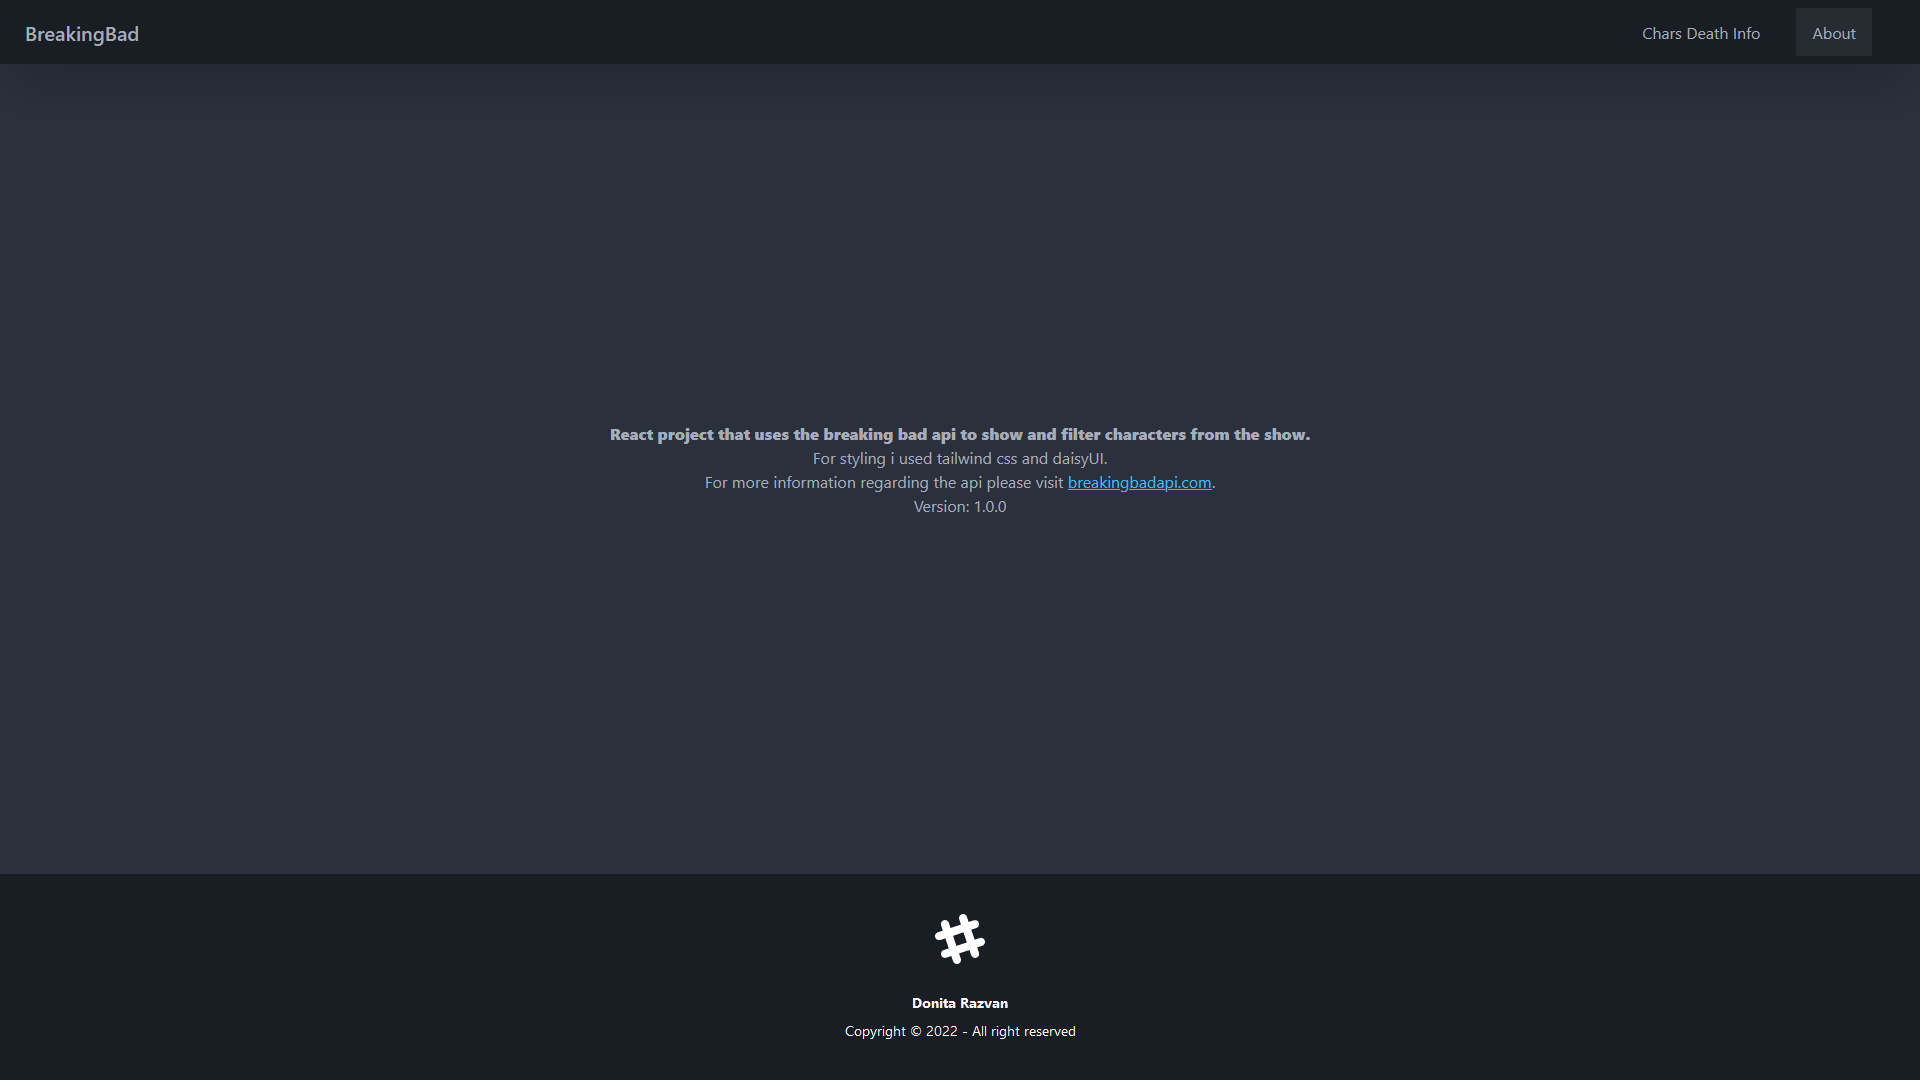 BreakingBad
Chars Death Info
About
React project that uses the breaking bad api to show and filter characters from the show.
For styling i used tailwind css and daisyUI.
For more information regarding the api please visit breakingbadapi.com.
Version: 1.0.0
Donita Razvan
Copyright © 2022 - All right reserved